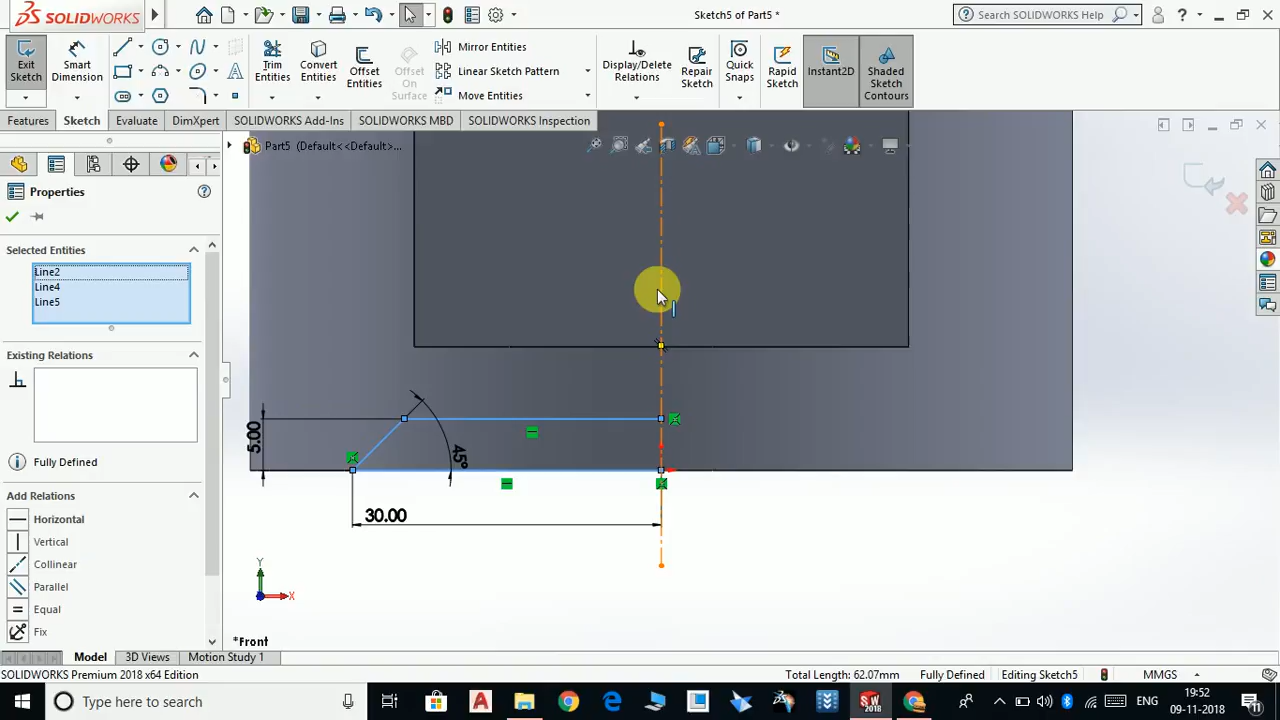 SOLIDWORKS
Sketch5 of Part5 *
Search SOLIDWORKS Help
Exit Sketch
Smart Dimension
Trim Entities
Convert Entities
Offset Entities
Offset On Surface
Mirror Entities
Linear Sketch Pattern
Move Entities
Display/Delete Relations
Repair Sketch
Quick Snaps
Rapid Sketch
Instant2D
Shaded Sketch Contours
Features
Sketch
Evaluate
DimXpert
SOLIDWORKS Add-Ins
SOLIDWORKS MBD
SOLIDWORKS Inspection
Part5 (Default<<Default>...
Properties
Selected Entities
Line2
Line4
Line5
Existing Relations
Fully Defined
Add Relations
Horizontal
Vertical
Collinear
Parallel
Equal
Fix
5.00
45°
30.00
Y
X
*Front
Model
3D Views
Motion Study 1
SOLIDWORKS Premium 2018 x64 Edition
Total Length: 62.07mm
Fully Defined
Editing Sketch5
MMGS
Type here to search
ENG
19:52
09-11-2018